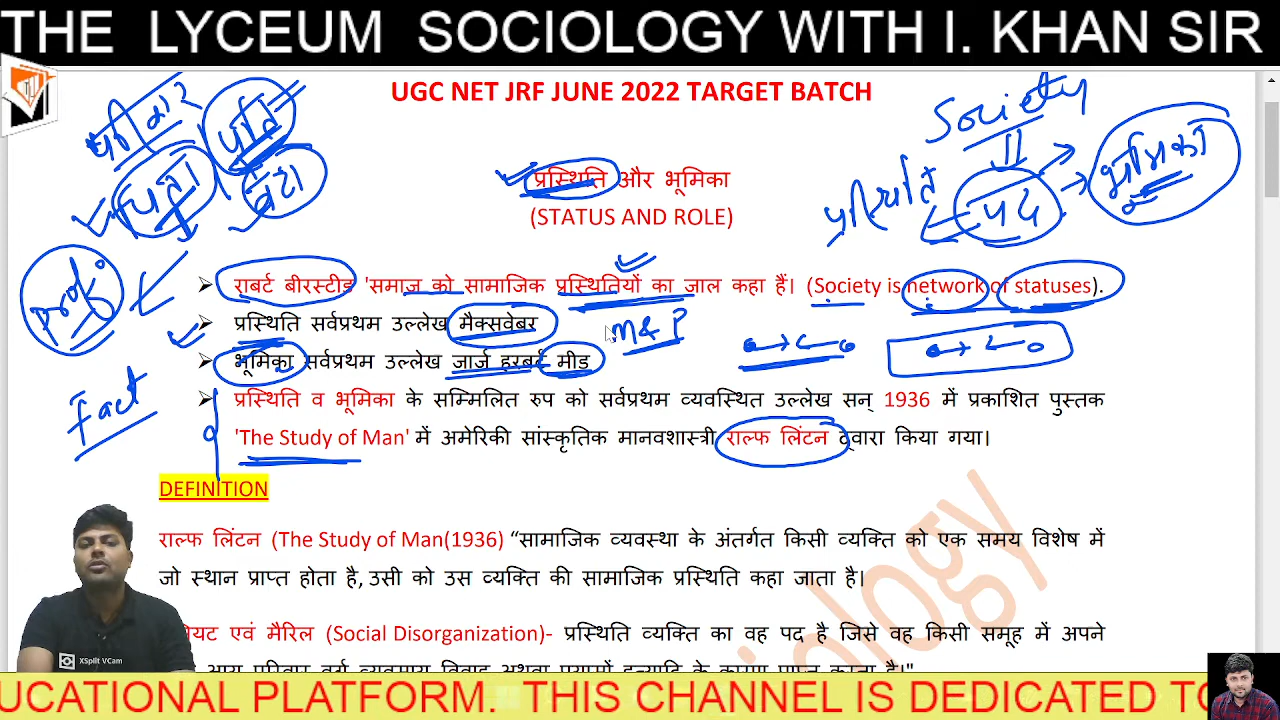 THE LYCEUM SOCIOLOGY WITH I. KHAN SIR
UGC NET JRF JUNE 2022 TARGET BATCH
परिवार
पति
पिता
बेटा
Society
परिस्थिति
पद
भूमिका
प्रस्थिति और भूमिका
(STATUS AND ROLE)
Prof.
राबर्ट बीरस्टीड 'समाज को सामाजिक प्रस्थितियों का जाल कहा हैं। (Society is network of statuses).
प्रस्थिति सर्वप्रथम उल्लेख मैक्सवेबर
M & P
भूमिका सर्वप्रथम उल्लेख जार्ज हरबर्ट मीड
Fact
प्रस्थिति व भूमिका के सम्मिलित रुप को सर्वप्रथम व्यवस्थित उल्लेख सन् 1936 में प्रकाशित पुस्तक
'The Study of Man' में अमेरिकी सांस्कृतिक मानवशास्त्री राल्फ लिंटन द्वारा किया गया।
DEFINITION
राल्फ लिंटन (The Study of Man(1936) “सामाजिक व्यवस्था के अंतर्गत किसी व्यक्ति को एक समय विशेष में
जो स्थान प्राप्त होता है, उसी को उस व्यक्ति की सामाजिक प्रस्थिति कहा जाता है।
एवं मैरिल (Social Disorganization)- प्रस्थिति व्यक्ति का वह पद है जिसे वह किसी समूह में अपने
XSplit VCam
UCATIONAL PLATFORM. THIS CHANNEL IS DEDICATED TO